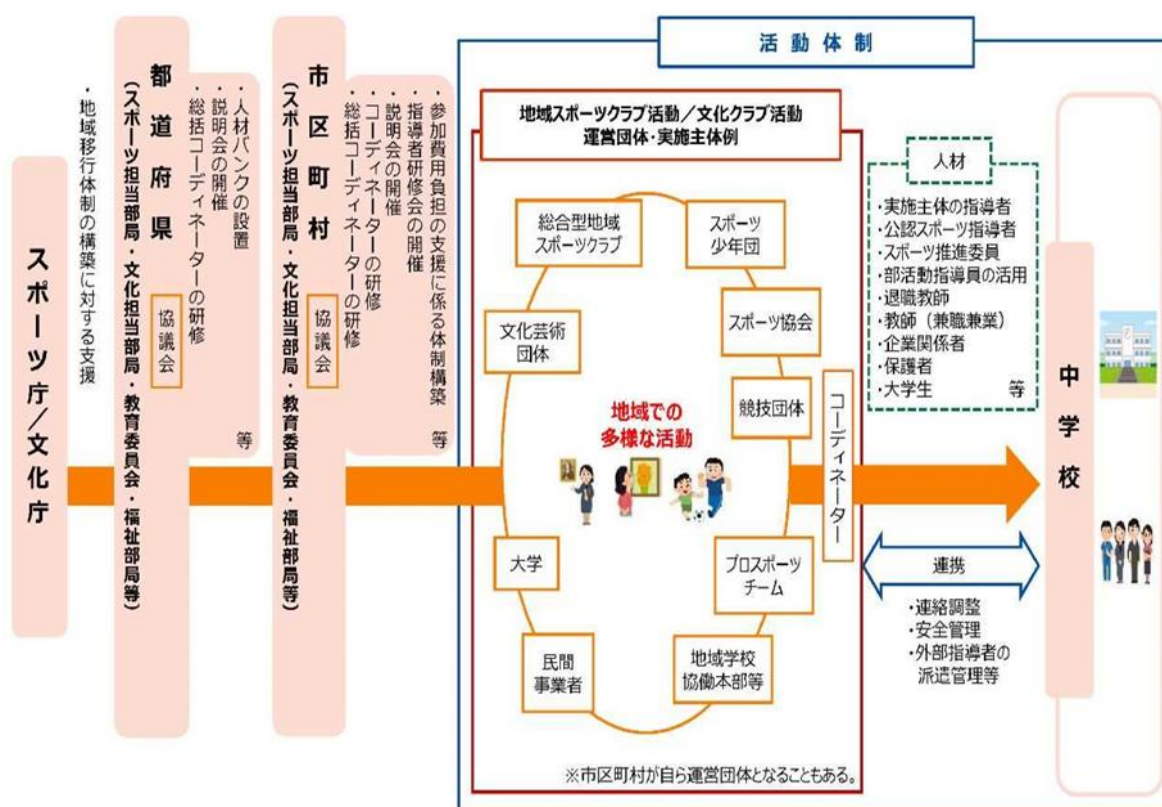 スポーツ庁/文化庁
・地域移行体制の構築に対する支援
都道府県
(スポーツ担当部局・文化担当部局・教育委員会・福祉部局等)
協議会
・人材バンクの設置
・説明会の開催
・総括コーディネーターの研修
等
市区町村
(スポーツ担当部局・文化担当部局・教育委員会・福祉部局等)
協議会
・参加費用負担の支援に係る体制構築
・指導者研修会の開催
・説明会の開催
・コーディネーターの研修
・総括コーディネーターの研修
等
活動体制
地域スポーツクラブ活動/文化クラブ活動
運営団体・実施主体例
総合型地域
スポーツクラブ
スポーツ
少年団
文化芸術
団体
スポーツ協会
競技団体
地域での
多様な活動
大学
プロスポーツ
チーム
民間
事業者
地域学校
協働本部等
※市区町村が自ら運営団体となることもある。
コーディネーター
人材
・実施主体の指導者
・公認スポーツ指導者
・スポーツ推進委員
・部活動指導員の活用
・退職教師
・教師(兼職兼業)
・企業関係者
・保護者
・大学生 等
連携
・連絡調整
・安全管理
・外部指導者の
派遣管理等
中学校